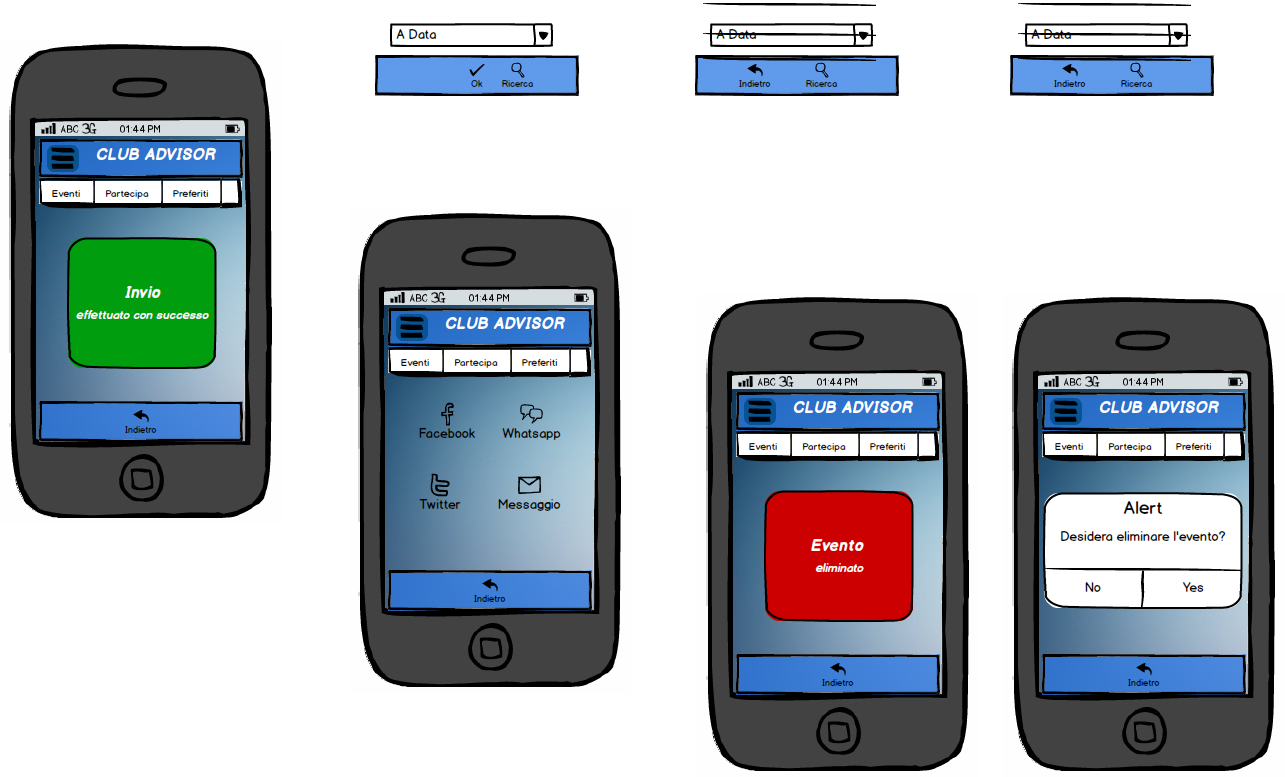 A Data
Ok Ricerca
A Data
Indietro Ricerca
A Data
Indietro Ricerca
ABC 3G 01:44 PM
CLUB ADVISOR
Eventi Partecipa Preferiti
Invio
effettuato con successo
Indietro
ABC 3G 01:44 PM
CLUB ADVISOR
Eventi Partecipa Preferiti
Facebook Whatsapp
Twitter Messaggio
Indietro
ABC 3G 01:44 PM
CLUB ADVISOR
Eventi Partecipa Preferiti
Evento
eliminato
Indietro
ABC 3G 01:44 PM
CLUB ADVISOR
Eventi Partecipa Preferiti
Alert
Desidera eliminare l'evento?
No Yes
Indietro